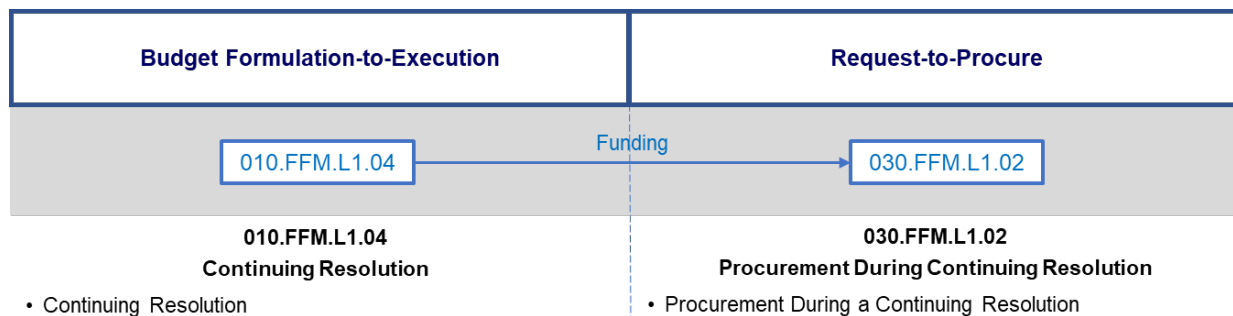 Budget Formulation-to-Execution
Request-to-Procure
Funding
010.FFM.L1.04
030.FFM.L1.02
010.FFM.L1.04
Continuing Resolution
• Continuing Resolution
030.FFM.L1.02
Procurement During Continuing Resolution
• Procurement During a Continuing Resolution